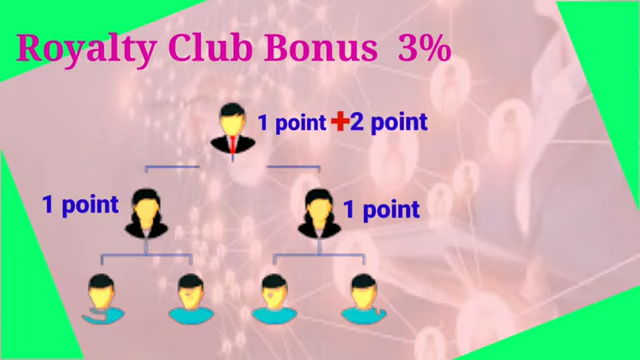 Royalty Club Bonus 3%
1 point +2 point
1 point
1 point